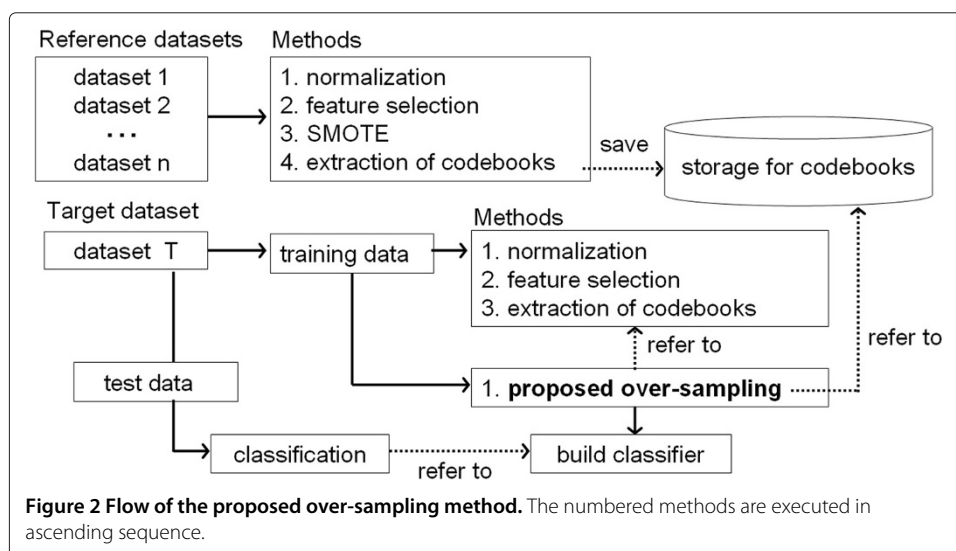 Reference datasets
dataset 1
dataset 2
...
dataset n
Methods
1. normalization
2. feature selection
3. SMOTE
4. extraction of codebooks
save
storage for codebooks
Target dataset
dataset T
training data
Methods
1. normalization
2. feature selection
3. extraction of codebooks
refer to
refer to
test data
1. proposed over-sampling
classification
refer to
build classifier
Figure 2 Flow of the proposed over-sampling method. The numbered methods are executed in
ascending sequence.